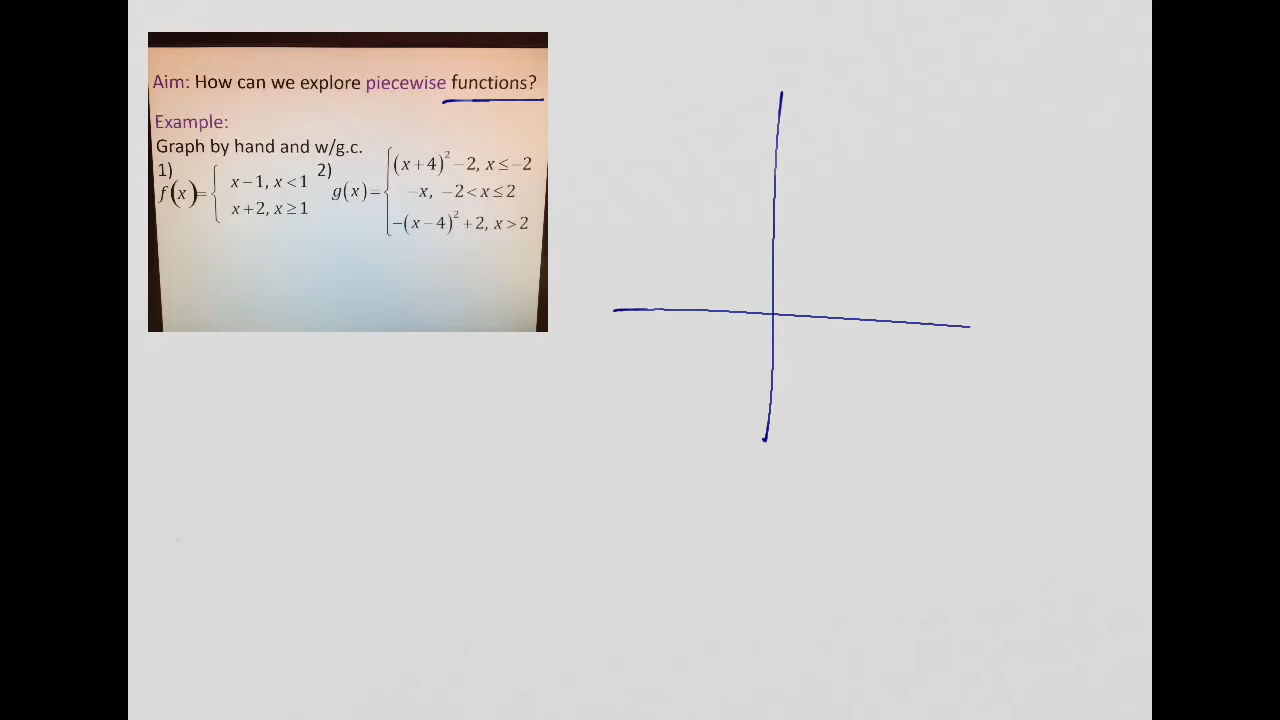 Aim: How can we explore piecewise functions?
Example:
Graph by hand and w/g.c.
1) f(x)= { x−1, x<1
x+2, x≥1
2) g(x)= { (x+4)²−2, x≤−2
−x, −2<x≤2
−(x−4)²+2, x>2